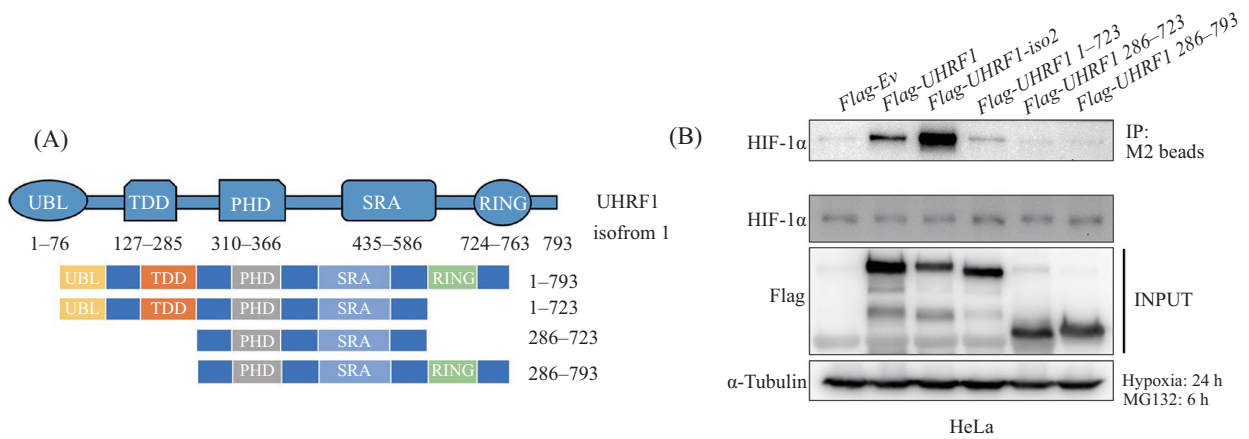 (A)
UBL TDD PHD SRA RING
UHRF1
isofrom 1
1–76 127–285 310–366 435–586 724–763 793
UBL TDD PHD SRA RING 1–793
UBL TDD PHD SRA 1–723
PHD SRA 286–723
PHD SRA RING 286–793
(B)
Flag-Ev
Flag-UHRF1
Flag-UHRF1-iso2
Flag-UHRF1 1–723
Flag-UHRF1 286–723
Flag-UHRF1 286–793
HIF-1α
IP:
M2 beads
HIF-1α
Flag
INPUT
α-Tubulin
Hypoxia: 24 h
MG132: 6 h
HeLa